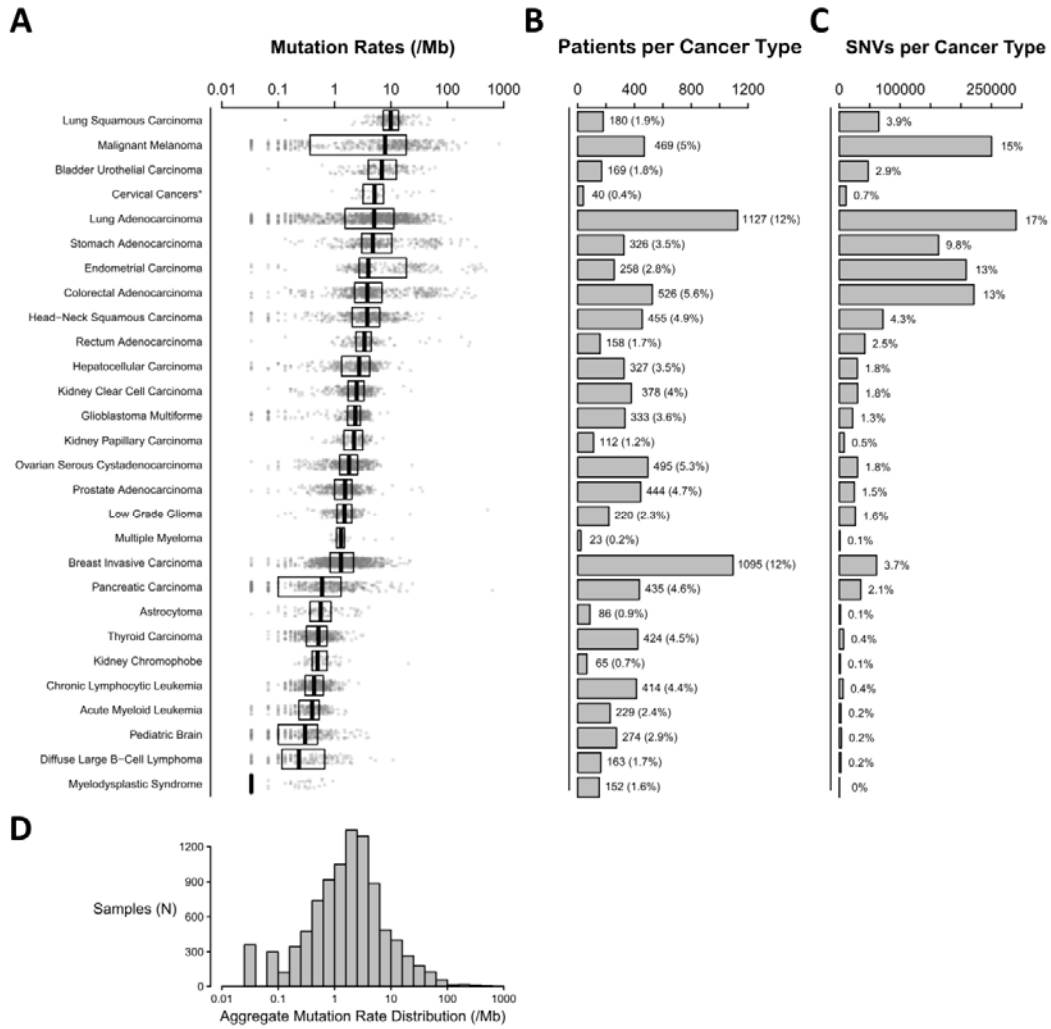 A
B
C
Mutation Rates (/Mb)
Patients per Cancer Type
SNVs per Cancer Type
0.01 0.1 1 10 100 1000
0 400 800 1200
0 100000 250000
Lung Squamous Carcinoma 180 (1.9%) 3.9%
Malignant Melanoma 469 (5%) 15%
Bladder Urothelial Carcinoma 169 (1.8%) 2.9%
Cervical Cancers* 40 (0.4%) 0.7%
Lung Adenocarcinoma 1127 (12%) 17%
Stomach Adenocarcinoma 326 (3.5%) 9.8%
Endometrial Carcinoma 258 (2.8%) 13%
Colorectal Adenocarcinoma 526 (5.6%) 13%
Head−Neck Squamous Carcinoma 455 (4.9%) 4.3%
Rectum Adenocarcinoma 158 (1.7%) 2.5%
Hepatocellular Carcinoma 327 (3.5%) 1.8%
Kidney Clear Cell Carcinoma 378 (4%) 1.8%
Glioblastoma Multiforme 333 (3.6%) 1.3%
Kidney Papillary Carcinoma 112 (1.2%) 0.5%
Ovarian Serous Cystadenocarcinoma 495 (5.3%) 1.8%
Prostate Adenocarcinoma 444 (4.7%) 1.5%
Low Grade Glioma 220 (2.3%) 1.6%
Multiple Myeloma 23 (0.2%) 0.1%
Breast Invasive Carcinoma 1095 (12%) 3.7%
Pancreatic Carcinoma 435 (4.6%) 2.1%
Astrocytoma 86 (0.9%) 0.1%
Thyroid Carcinoma 424 (4.5%) 0.4%
Kidney Chromophobe 65 (0.7%) 0.1%
Chronic Lymphocytic Leukemia 414 (4.4%) 0.4%
Acute Myeloid Leukemia 229 (2.4%) 0.2%
Pediatric Brain 274 (2.9%) 0.2%
Diffuse Large B−Cell Lymphoma 163 (1.7%) 0.2%
Myelodysplastic Syndrome 152 (1.6%) 0%
D
1200
900
Samples (N)
600
300
0
0.01 0.1 1 10 100 1000
Aggregate Mutation Rate Distribution (/Mb)